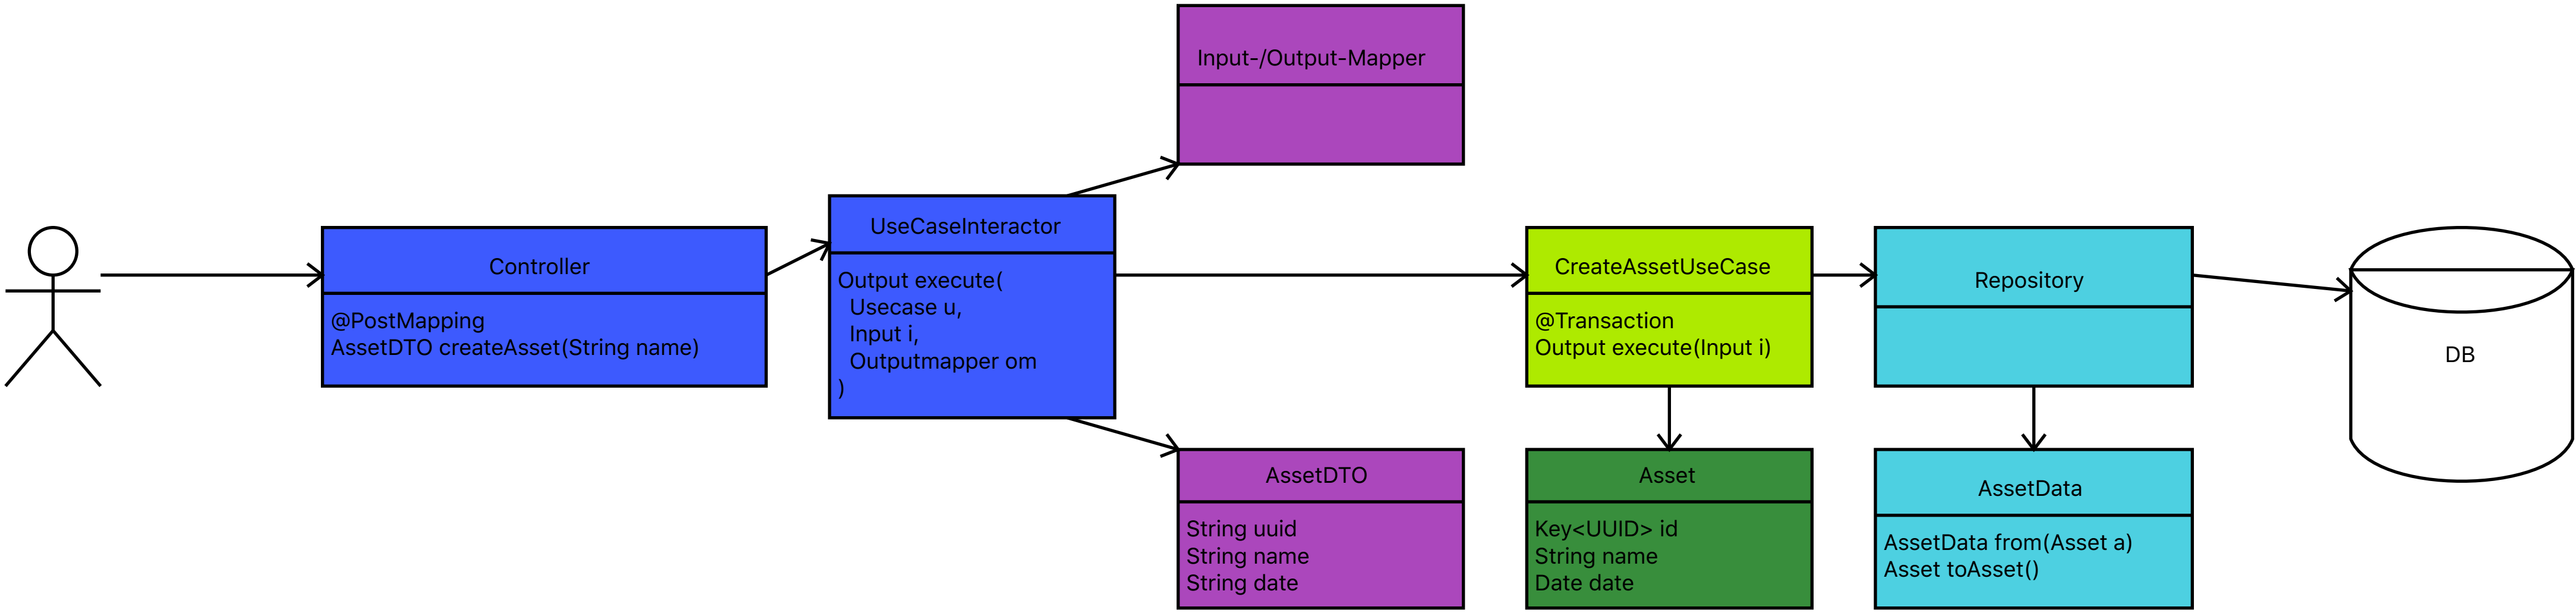 Input-/Output-Mapper
Controller
@PostMapping
AssetDTO createAsset(String name)
UseCaseInteractor
Output execute(
Usecase u,
Input i,
Outputmapper om
)
CreateAssetUseCase
@Transaction
Output execute(Input i)
Repository
DB
AssetDTO
String uuid
String name
String date
Asset
Key<UUID> id
String name
Date date
AssetData
AssetData from(Asset a)
Asset toAsset()